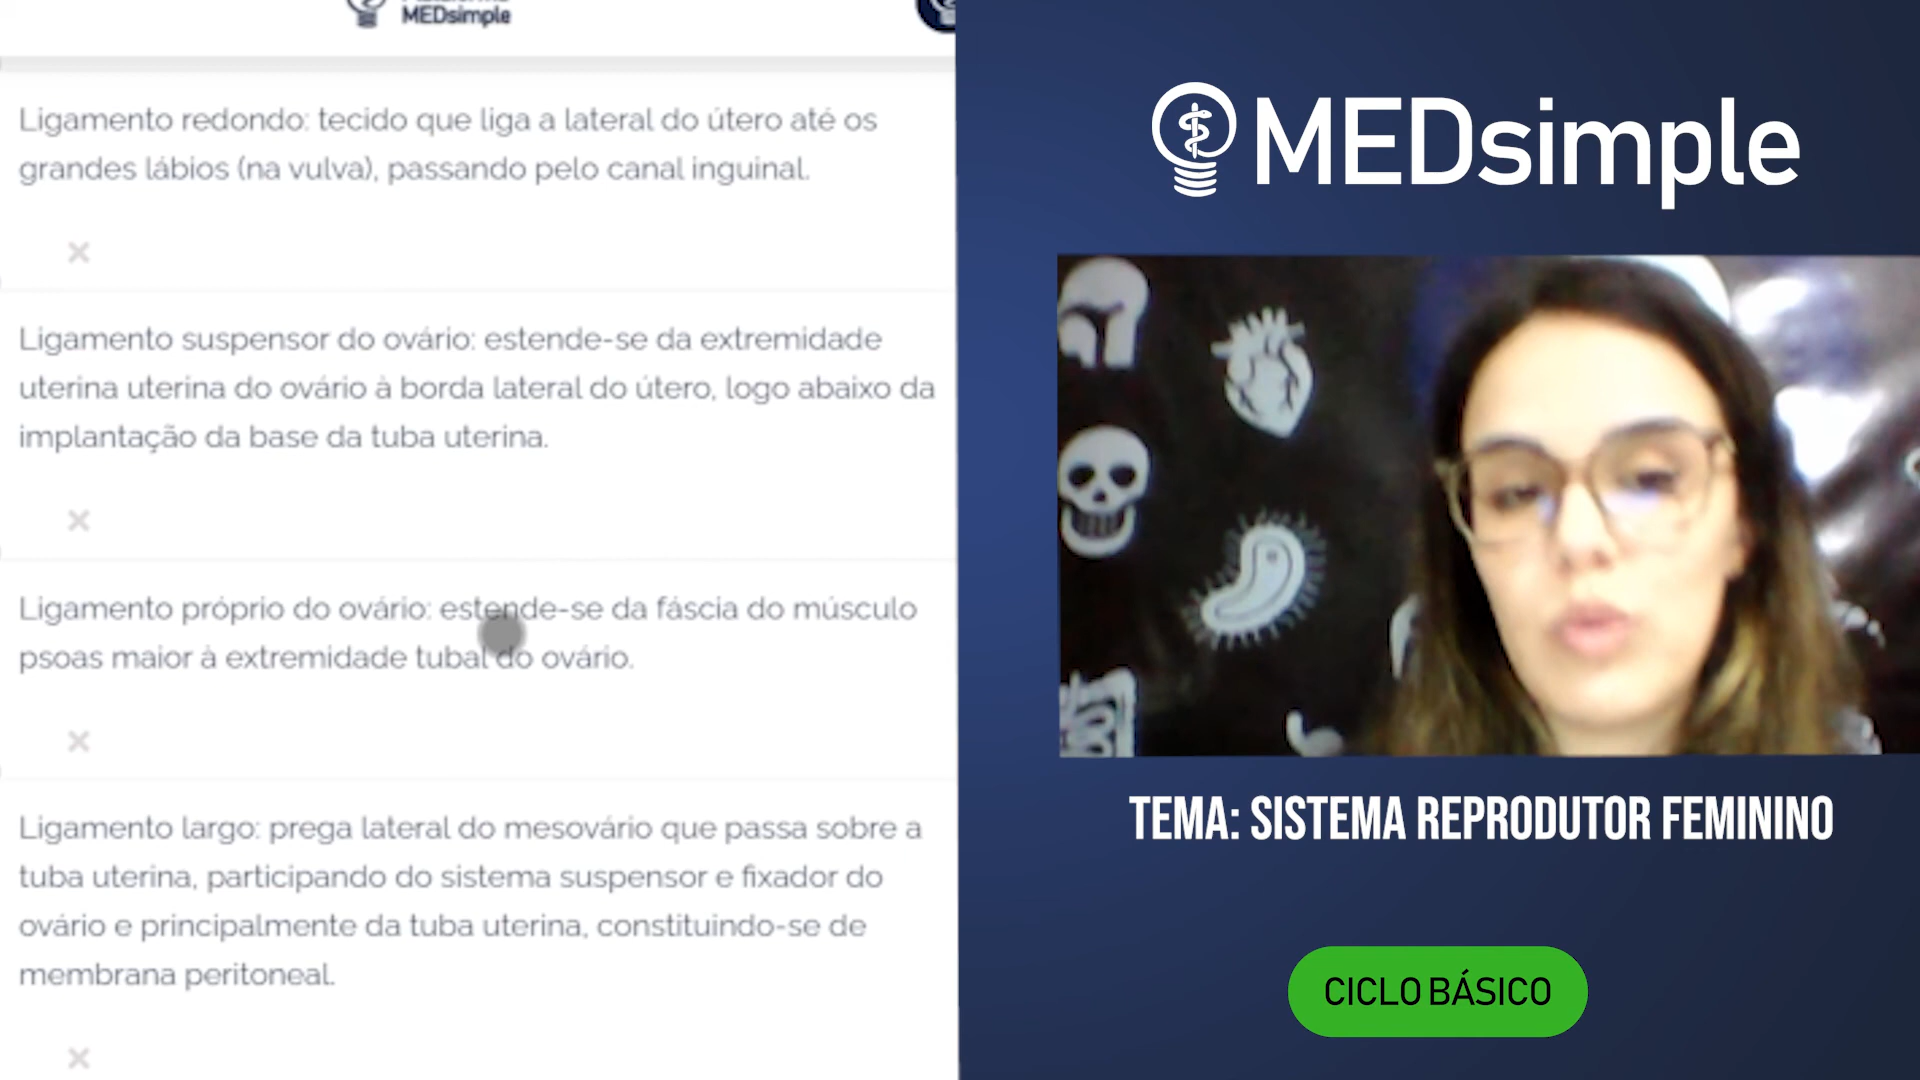 MEDsimple
Ligamento redondo: tecido que liga a lateral do útero até os
grandes lábios (na vulva), passando pelo canal inguinal.
Ligamento suspensor do ovário: estende-se da extremidade
uterina uterina do ovário à borda lateral do útero, logo abaixo da
implantação da base da tuba uterina.
Ligamento próprio do ovário: estende-se da fáscia do músculo
psoas maior à extremidade tubal do ovário.
Ligamento largo: prega lateral do mesovário que passa sobre a
tuba uterina, participando do sistema suspensor e fixador do
ovário e principalmente da tuba uterina, constituindo-se de
membrana peritoneal.
MEDsimple
TEMA: SISTEMA REPRODUTOR FEMININO
CICLO BÁSICO